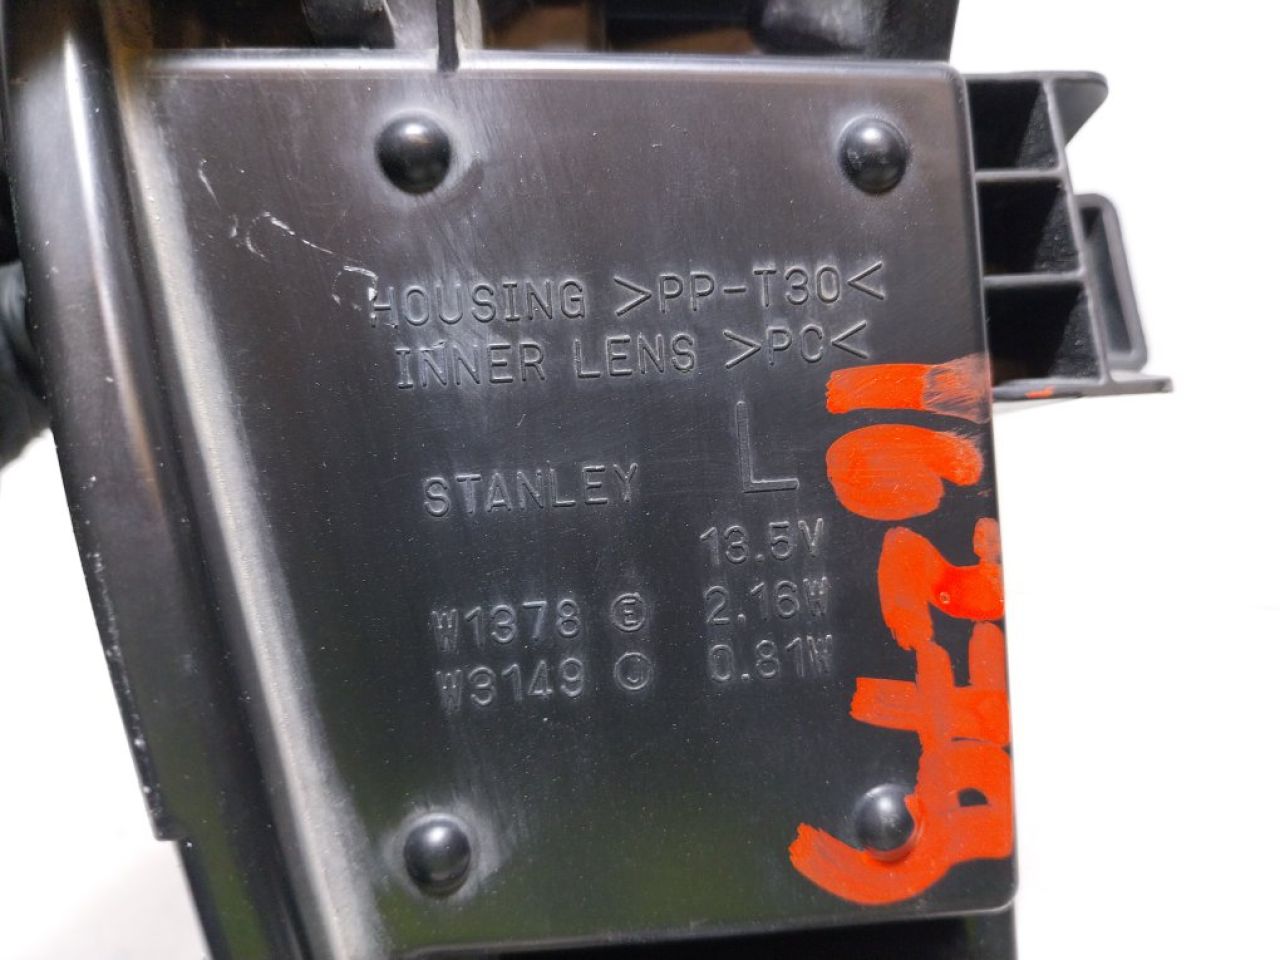 HOUSING >PP-T30<
INNER LENS >PC<
L
STANLEY
13.5V
W1378 Ⓔ 2.16W
W3149 Ⓙ 0.81W